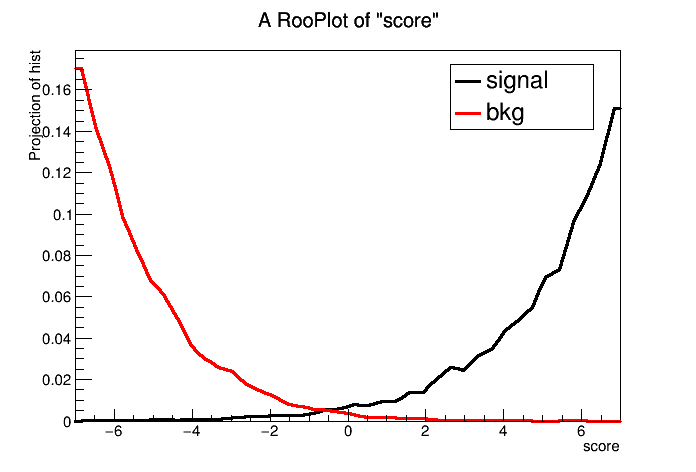 A RooPlot of "score"
Projection of hist
signal
bkg
0.16
0.14
0.12
0.1
0.08
0.06
0.04
0.02
0
−6 −4 −2 0 2 4 6
score